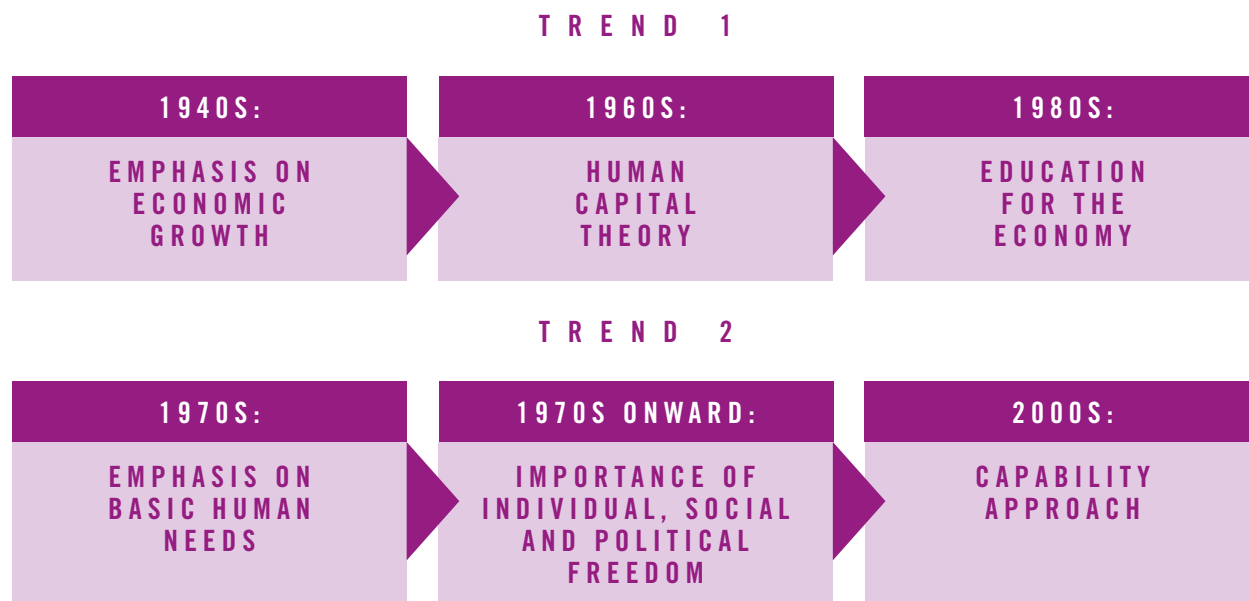 TREND 1
1940S:
EMPHASIS ON
ECONOMIC
GROWTH
1960S:
HUMAN
CAPITAL
THEORY
1980S:
EDUCATION
FOR THE
ECONOMY
TREND 2
1970S:
EMPHASIS ON
BASIC HUMAN
NEEDS
1970S ONWARD:
IMPORTANCE OF
INDIVIDUAL, SOCIAL
AND POLITICAL
FREEDOM
2000S:
CAPABILITY
APPROACH